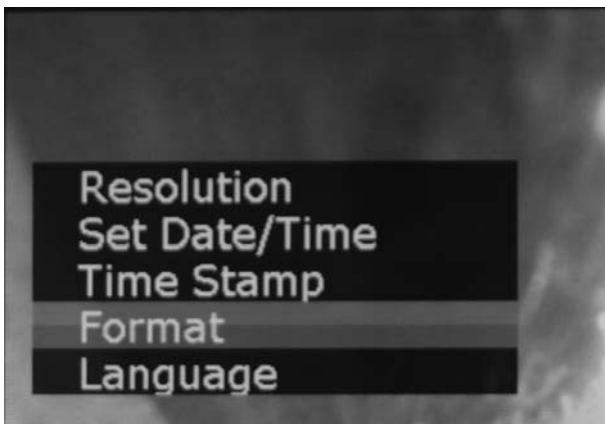 Resolution
Set Date/Time
Time Stamp
Format
Language